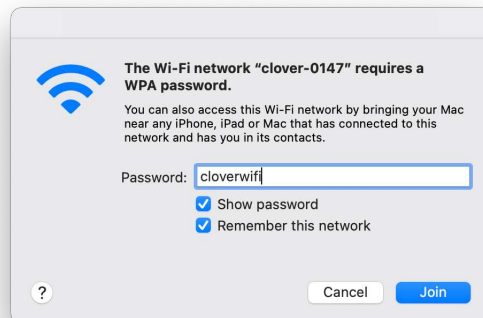 The Wi-Fi network “clover-0147” requires a
WPA password.
You can also access this Wi-Fi network by bringing your Mac
near any iPhone, iPad or Mac that has connected to this
network and has you in its contacts.
Password: cloverwifi
Show password
Remember this network
? Cancel Join